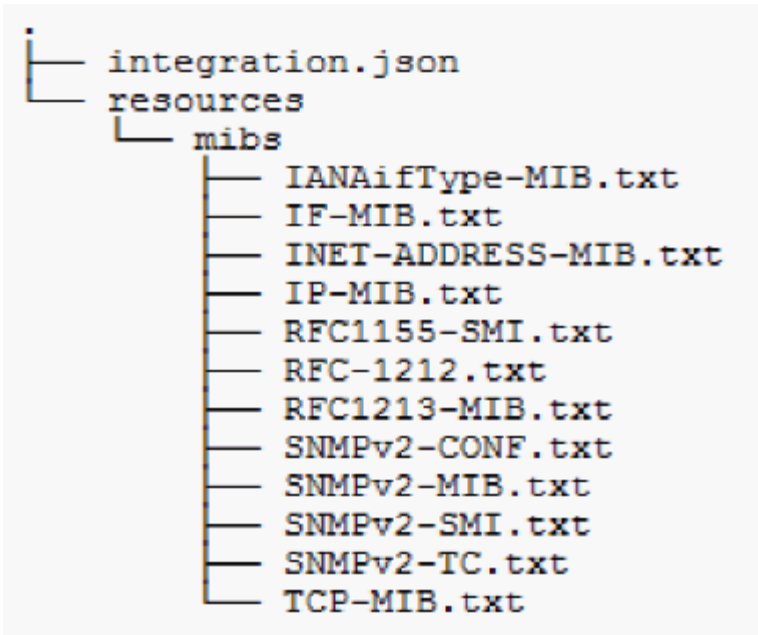 .
├── integration.json
└── resources
    └── mibs
        ├── IANAifType-MIB.txt
        ├── IF-MIB.txt
        ├── INET-ADDRESS-MIB.txt
        ├── IP-MIB.txt
        ├── RFC1155-SMI.txt
        ├── RFC-1212.txt
        ├── RFC1213-MIB.txt
        ├── SNMPv2-CONF.txt
        ├── SNMPv2-MIB.txt
        ├── SNMPv2-SMI.txt
        ├── SNMPv2-TC.txt
        └── TCP-MIB.txt